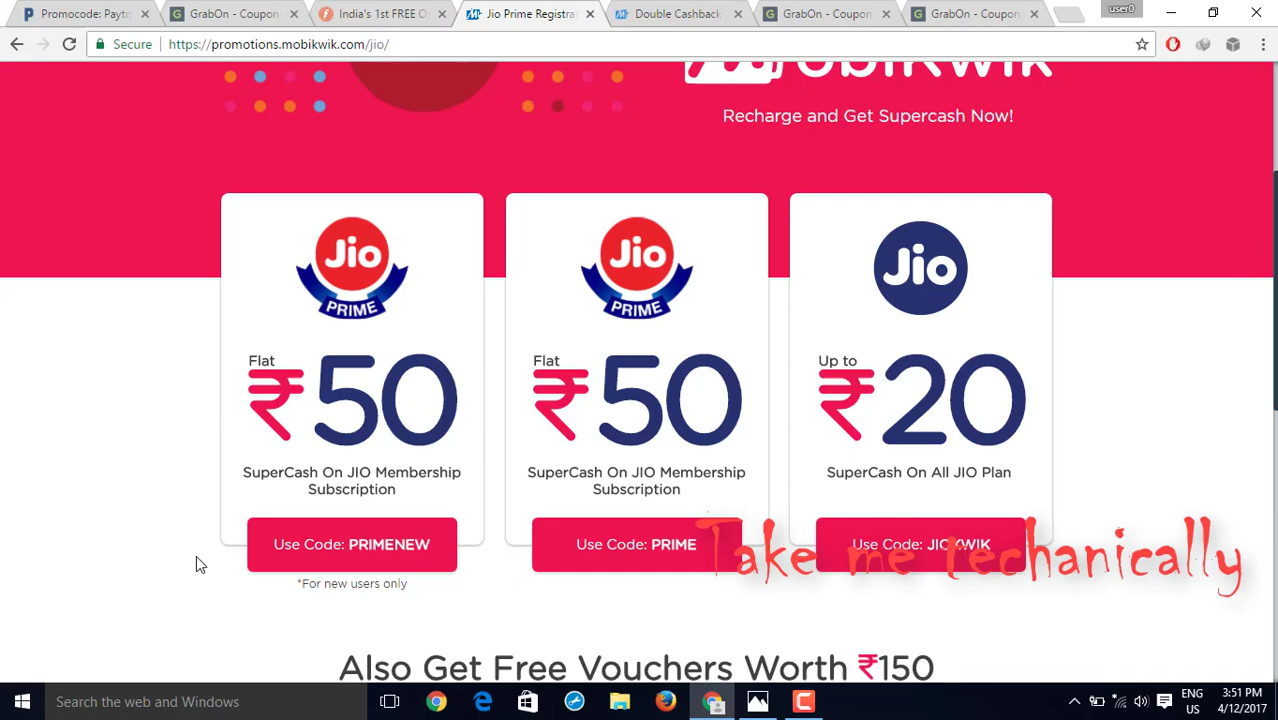 Promocode: Paytm
GrabOn - Coupon
India's 1st FREE O
Jio Prime Registra
Double Cashback
GrabOn - Coupon
GrabOn - Coupon
user0
Secure
https://promotions.mobikwik.com/jio/
MobiKwik
Recharge and Get Supercash Now!
Jio
PRIME
Flat
₹50
SuperCash On JIO Membership
Subscription
Use Code: PRIMENEW
*For new users only
Jio
PRIME
Flat
₹50
SuperCash On JIO Membership
Subscription
Use Code: PRIME
Jio
Up to
₹20
SuperCash On All JIO Plan
Use Code: JIOKWIK
Take me techanically
Also Get Free Vouchers Worth ₹150
Search the web and Windows
ENG
US
3:51 PM
4/12/2017